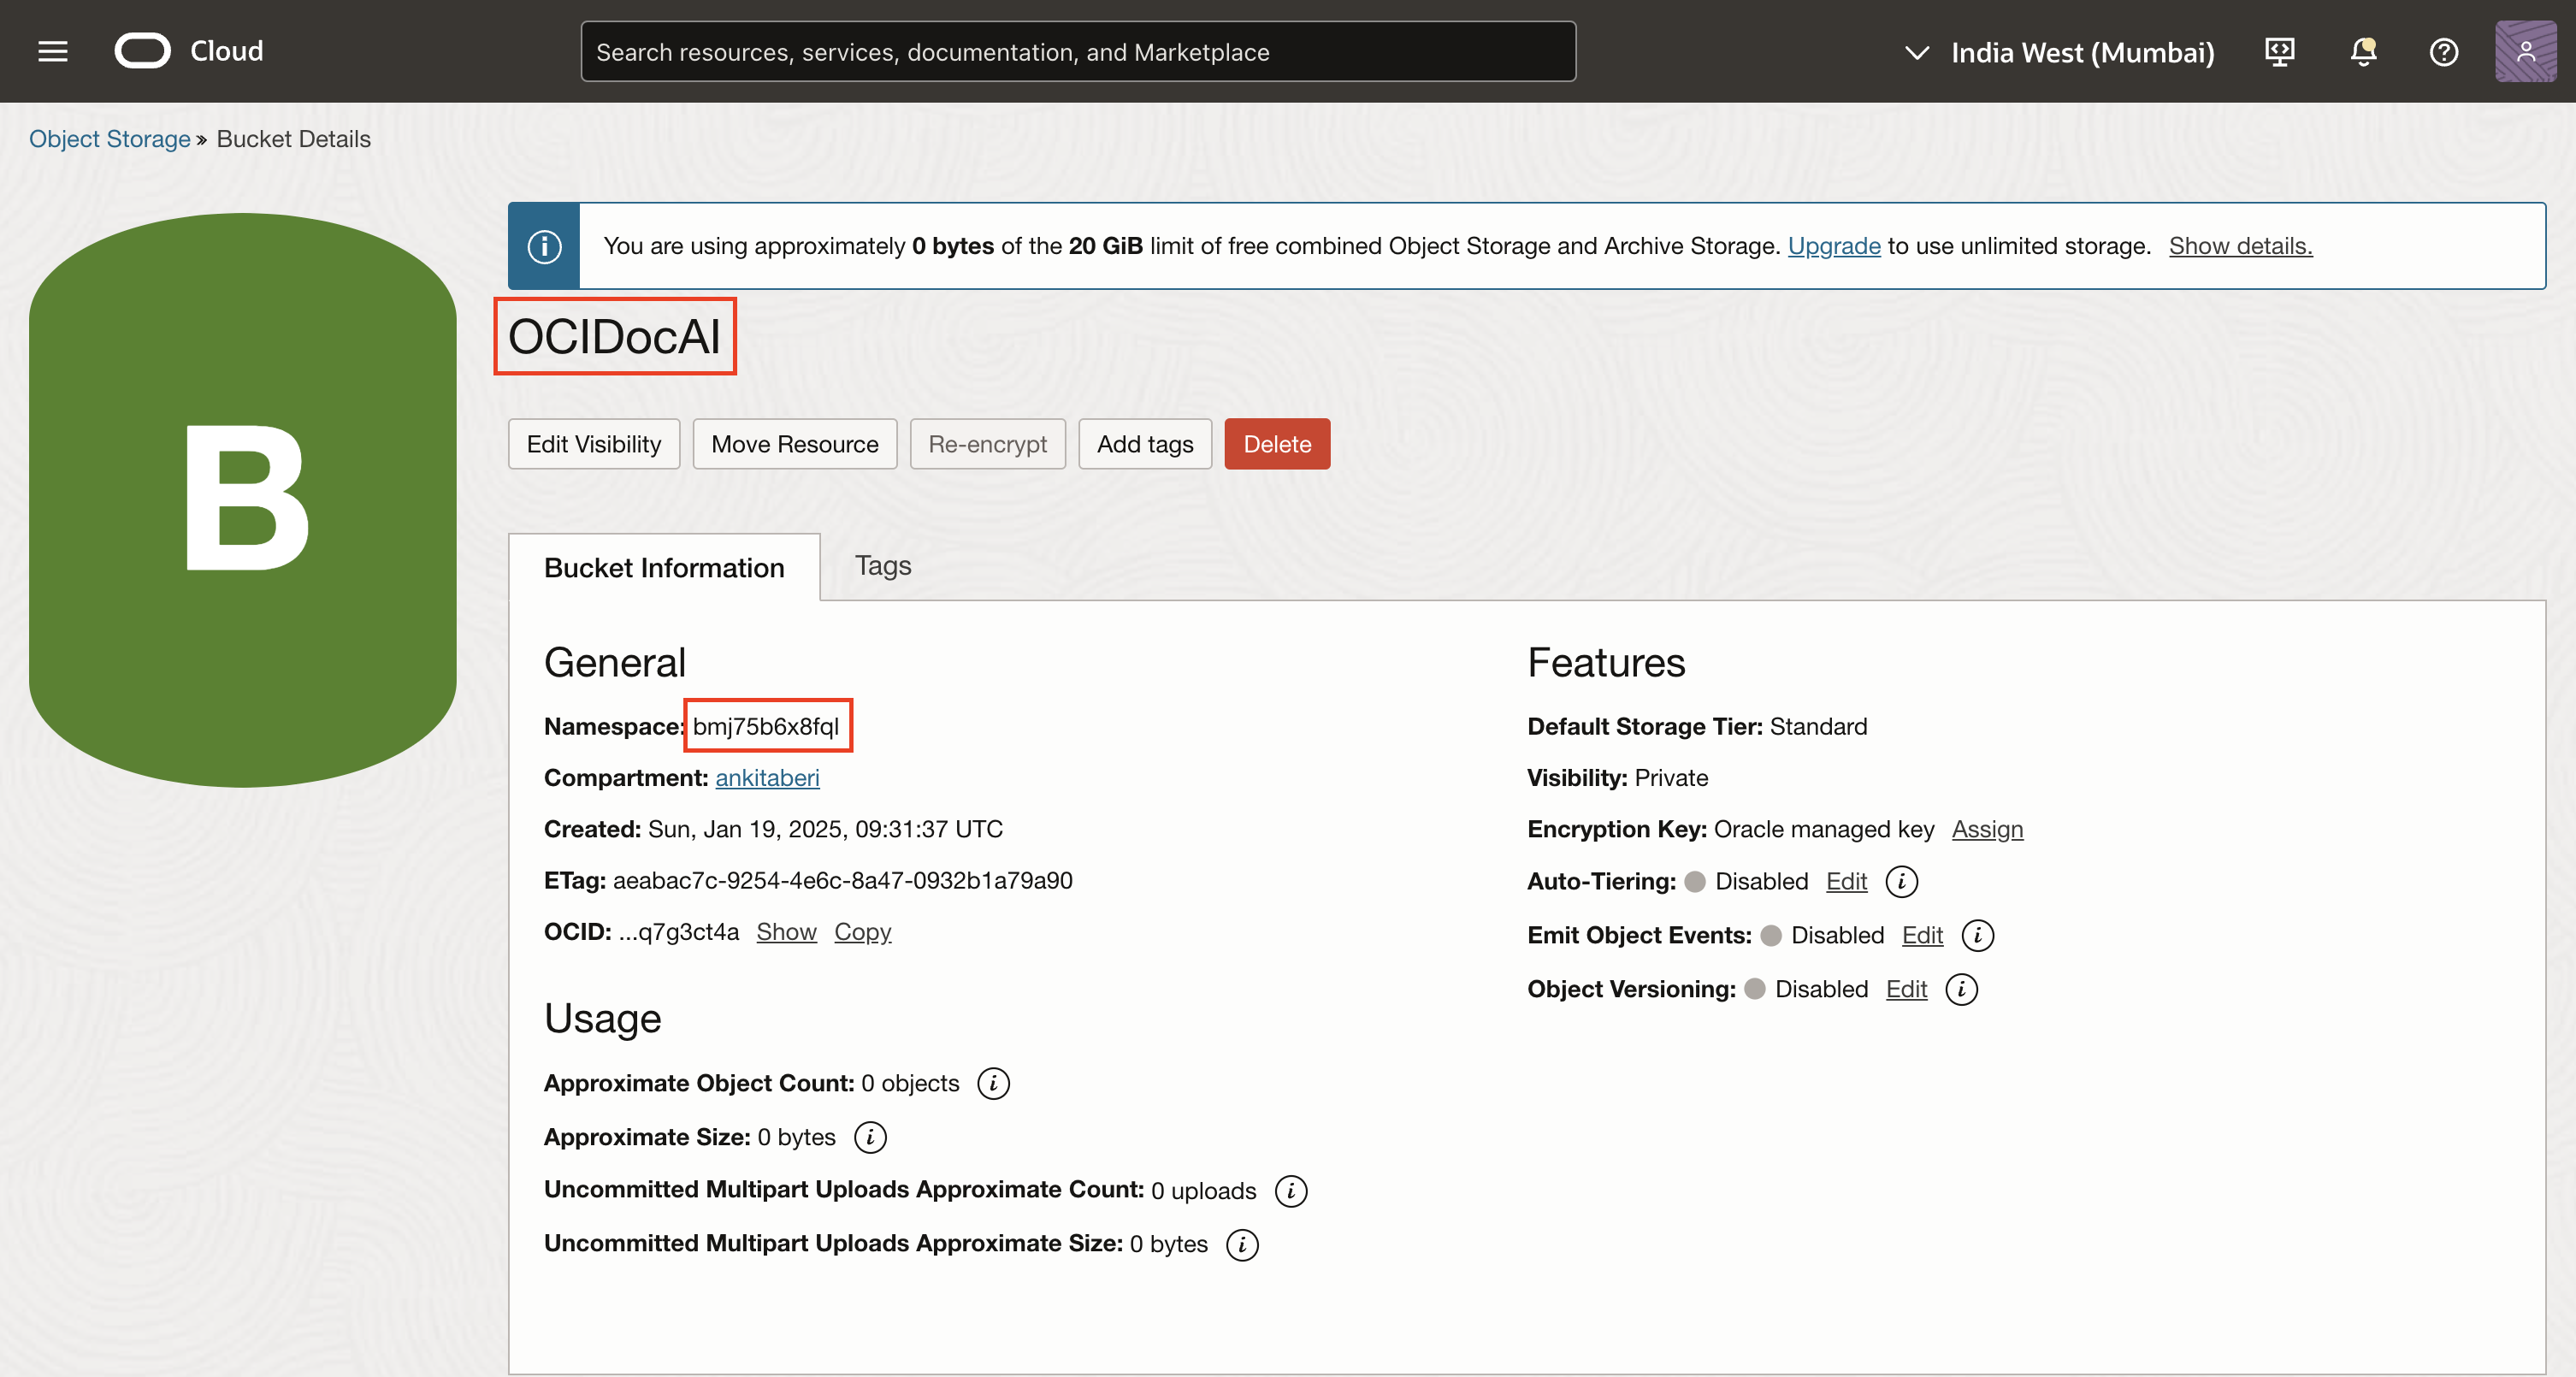 Cloud
Search resources, services, documentation, and Marketplace
India West (Mumbai)
Object Storage » Bucket Details
B
You are using approximately 0 bytes of the 20 GiB limit of free combined Object Storage and Archive Storage. Upgrade to use unlimited storage. Show details.
OCIDocAI
Edit Visibility
Move Resource
Re-encrypt
Add tags
Delete
Bucket Information
Tags
General
Namespace: bmj75b6x8fql
Compartment: ankitaberi
Created: Sun, Jan 19, 2025, 09:31:37 UTC
ETag: aeabac7c-9254-4e6c-8a47-0932b1a79a90
OCID: ...q7g3ct4a Show Copy
Usage
Approximate Object Count: 0 objects
Approximate Size: 0 bytes
Uncommitted Multipart Uploads Approximate Count: 0 uploads
Uncommitted Multipart Uploads Approximate Size: 0 bytes
Features
Default Storage Tier: Standard
Visibility: Private
Encryption Key: Oracle managed key Assign
Auto-Tiering: Disabled Edit
Emit Object Events: Disabled Edit
Object Versioning: Disabled Edit